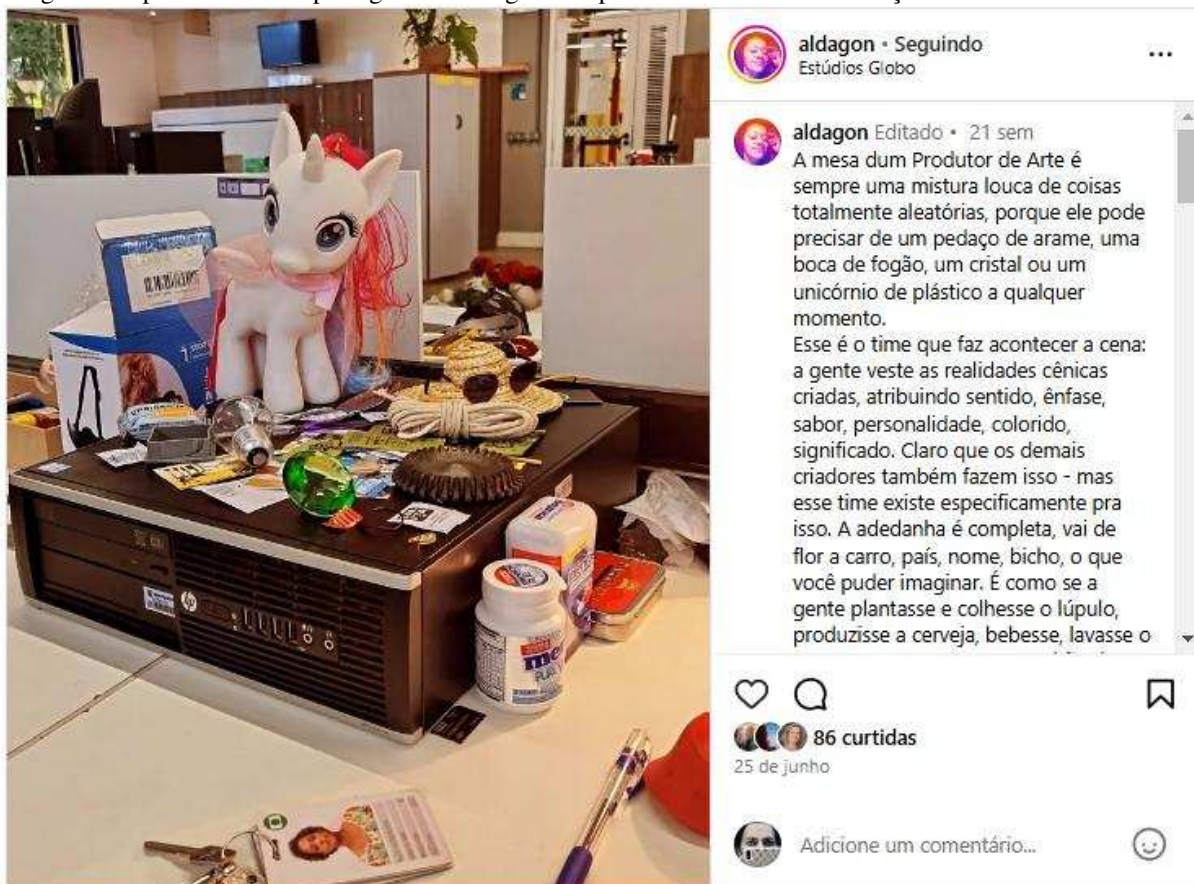 aldagon • Seguindo
Estúdios Globo
aldagon Editado • 21 sem
A mesa dum Produtor de Arte é
sempre uma mistura louca de coisas
totalmente aleatórias, porque ele pode
precisar de um pedaço de arame, uma
boca de fogão, um cristal ou um
unicórnio de plástico a qualquer
momento.
Esse é o time que faz acontecer a cena:
a gente veste as realidades cênicas
criadas, atribuindo sentido, ênfase,
sabor, personalidade, colorido,
significado. Claro que os demais
criadores também fazem isso - mas
esse time existe especificamente pra
isso. A adedanha é completa, vai de
flor a carro, país, nome, bicho, o que
você puder imaginar. É como se a
gente plantasse e colhesse o lúpulo,
produzisse a cerveja, bebesse, lavasse o
86 curtidas
25 de junho
Adicione um comentário...
hp